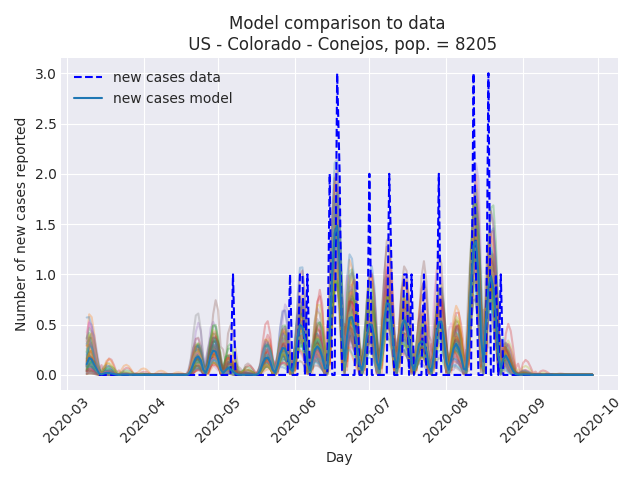 Model comparison to data
US - Colorado - Conejos, pop. = 8205
new cases data
new cases model
Number of new cases reported
3.0
2.5
2.0
1.5
1.0
0.5
0.0
2020-03
2020-04
2020-05
2020-06
2020-07
2020-08
2020-09
2020-10
Day